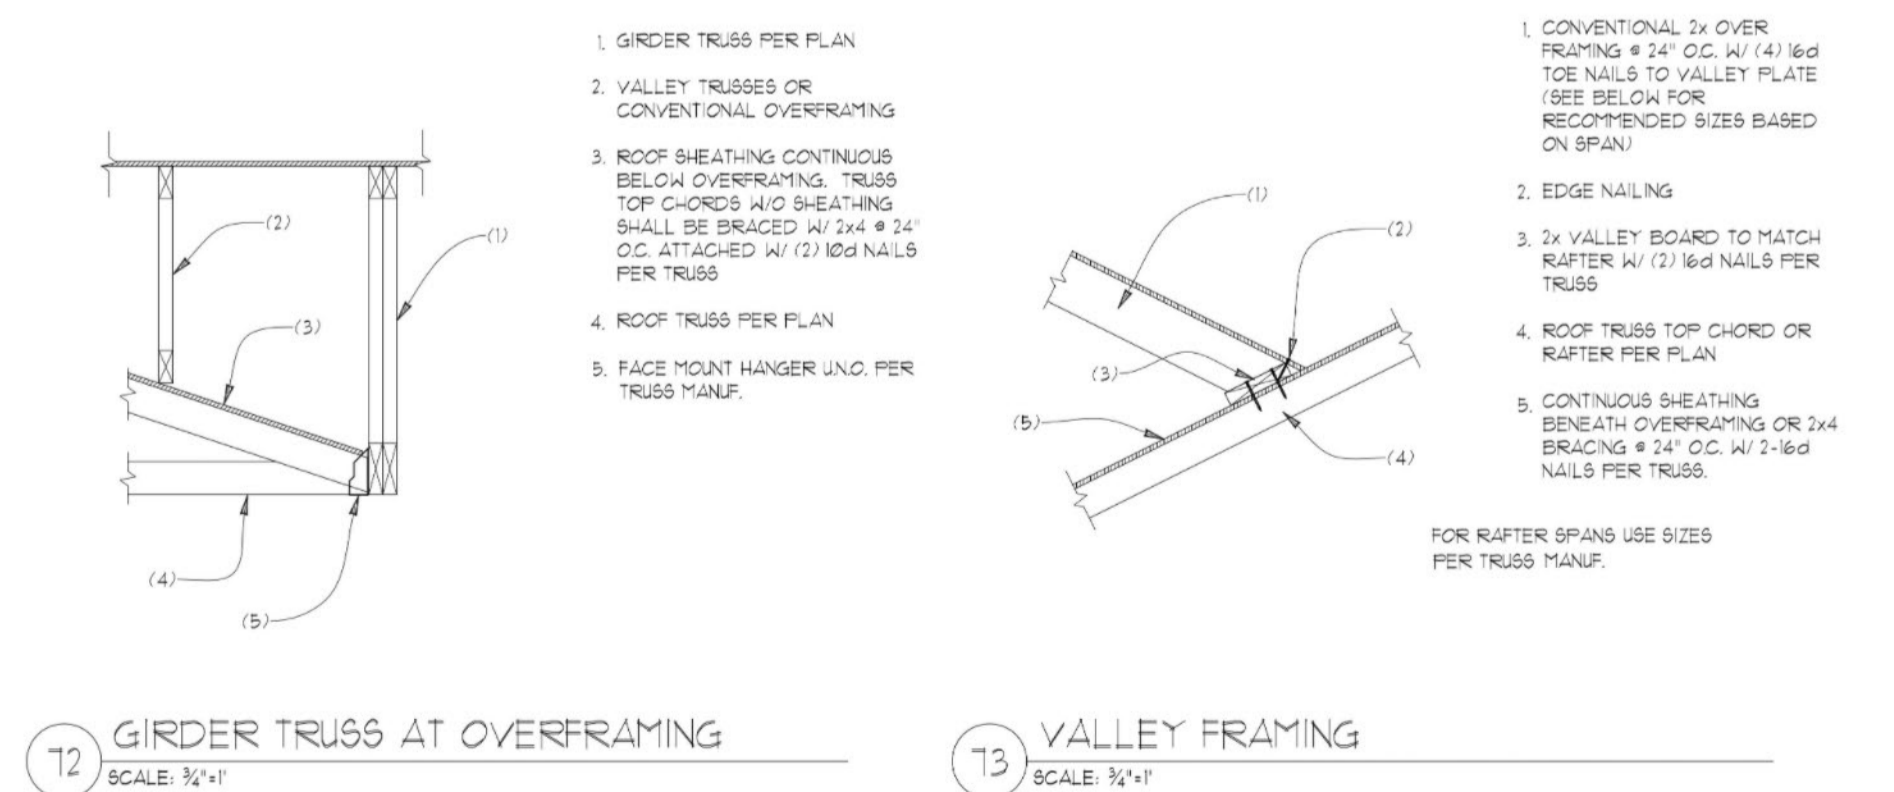 1. GIRDER TRUSS PER PLAN
2. VALLEY TRUSSES OR
CONVENTIONAL OVERFRAMING
3. ROOF SHEATHING CONTINUOUS
BELOW OVERFRAMING. TRUSS
TOP CHORDS W/O SHEATHING
SHALL BE BRACED W/ 2x4 @ 24"
O.C. ATTACHED W/ (2) 10d NAILS
PER TRUSS
4. ROOF TRUSS PER PLAN
5. FACE MOUNT HANGER U.N.O. PER
TRUSS MANUF.
(2)
(1)
(3)
(4)
(5)
72
GIRDER TRUSS AT OVERFRAMING
SCALE: ¾"=1'
1. CONVENTIONAL 2x OVER
FRAMING @ 24" O.C. W/ (4) 16d
TOE NAILS TO VALLEY PLATE
(SEE BELOW FOR
RECOMMENDED SIZES BASED
ON SPAN)
2. EDGE NAILING
3. 2x VALLEY BOARD TO MATCH
RAFTER W/ (2) 16d NAILS PER
TRUSS
4. ROOF TRUSS TOP CHORD OR
RAFTER PER PLAN
5. CONTINUOUS SHEATHING
BENEATH OVERFRAMING OR 2x4
BRACING @ 24" O.C. W/ 2-16d
NAILS PER TRUSS.
FOR RAFTER SPANS USE SIZES
PER TRUSS MANUF.
(1)
(2)
(3)
(5)
(4)
73
VALLEY FRAMING
SCALE: ¾"=1'